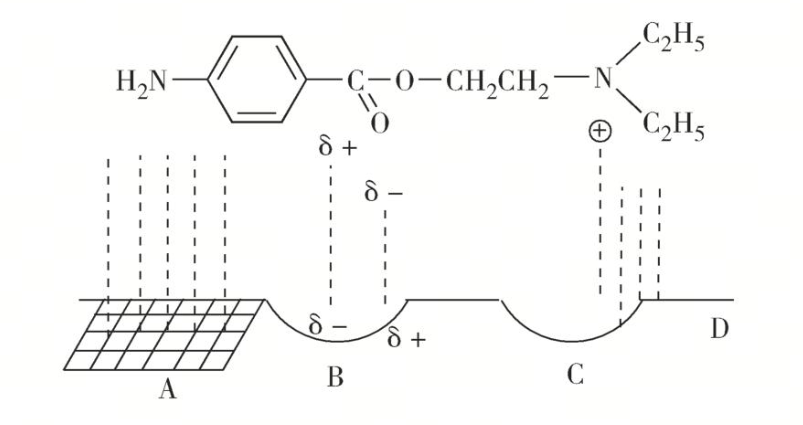 C₂H₅
H₂N C—O—CH₂CH₂—N
O C₂H₅
δ + ⊕
δ −
δ − δ + D
A B C